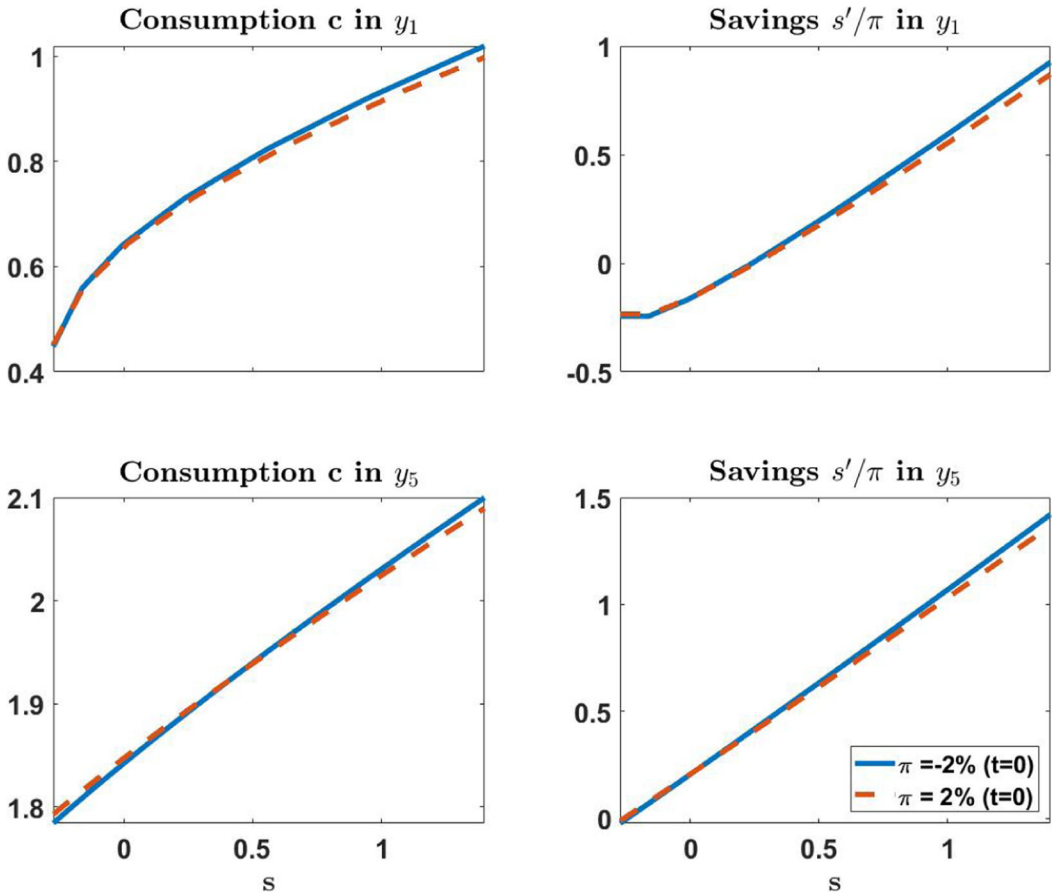 Consumption c in y₁
1
0.8
0.6
0.4
Savings s′/π in y₁
1
0.5
0
-0.5
Consumption c in y₅
2.1
2
1.9
1.8
0 0.5 1
s
Savings s′/π in y₅
1.5
1
0.5
0
π =-2% (t=0)
π = 2% (t=0)
0 0.5 1
s